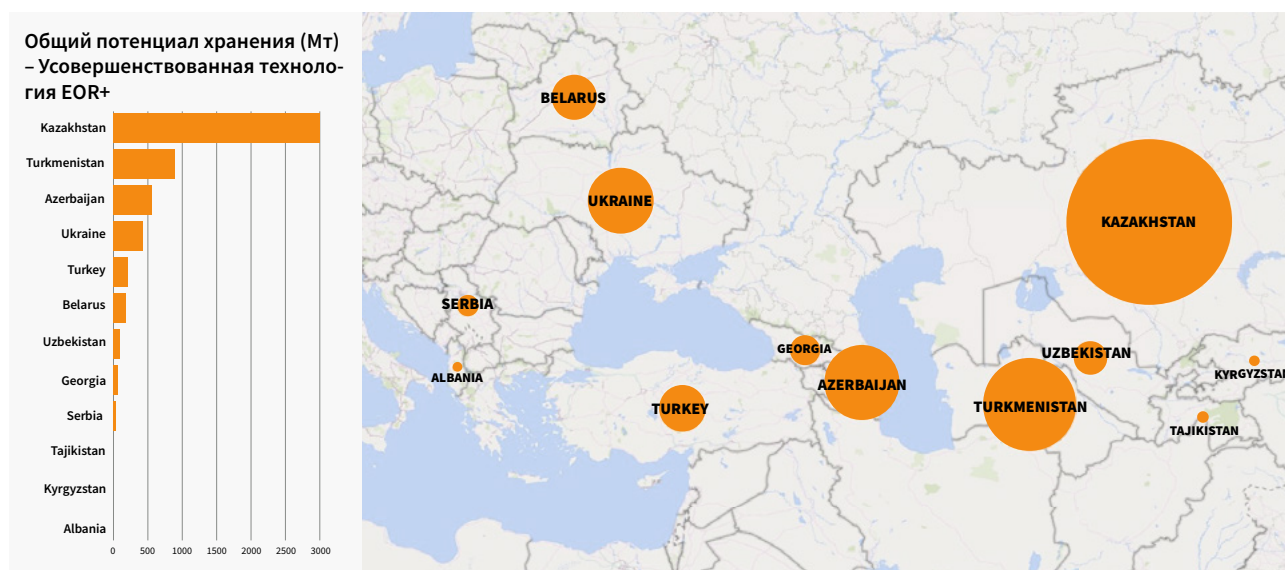 Общий потенциал хранения (Мт)
– Усовершенствованная техноло-
гия EOR+
Kazakhstan
Turkmenistan
Azerbaijan
Ukraine
Turkey
Belarus
Uzbekistan
Georgia
Serbia
Tajikistan
Kyrgyzstan
Albania
0 500 1000 1500 2000 2500 3000
BELARUS
UKRAINE
KAZAKHSTAN
SERBIA
GEORGIA
UZBEKISTAN
ALBANIA
KYRGYZSTAN
AZERBAIJAN
TURKEY
TURKMENISTAN
TAJIKISTAN